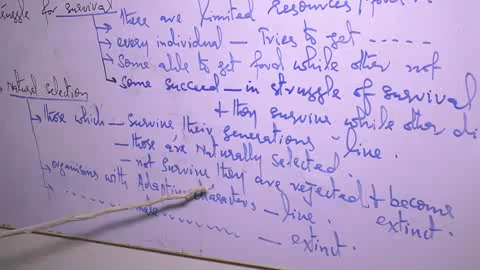 struggle for survival
there are limited resources (food)
every individual — Tries to get -----
Some able to get food while other not
Some succeed — in struggle of survival
+ they survive while other di
Natural selection
those which — Survive their generations line.
— those are Naturally selected.
— not Survive they are rejected + become extinct.
organisms with Adaptive characters — live.
— extinct.